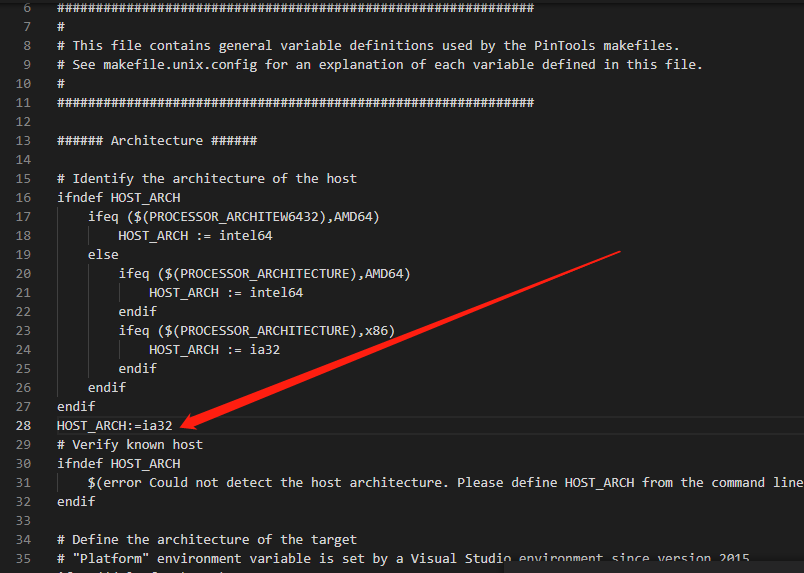 6 ##############################################################
7 #
8 # This file contains general variable definitions used by the PinTools makefiles.
9 # See makefile.unix.config for an explanation of each variable defined in this file.
10 #
11 ##############################################################
12
13 ###### Architecture ######
14
15 # Identify the architecture of the host
16 ifndef HOST_ARCH
17 ifeq ($(PROCESSOR_ARCHITEW6432),AMD64)
18 HOST_ARCH := intel64
19 else
20 ifeq ($(PROCESSOR_ARCHITECTURE),AMD64)
21 HOST_ARCH := intel64
22 endif
23 ifeq ($(PROCESSOR_ARCHITECTURE),x86)
24 HOST_ARCH := ia32
25 endif
26 endif
27 endif
28 HOST_ARCH:=ia32
29 # Verify known host
30 ifndef HOST_ARCH
31 $(error Could not detect the host architecture. Please define HOST_ARCH from the command line
32 endif
33
34 # Define the architecture of the target
35 # "Platform" environment variable is set by a Visual Studio environment since version 2015